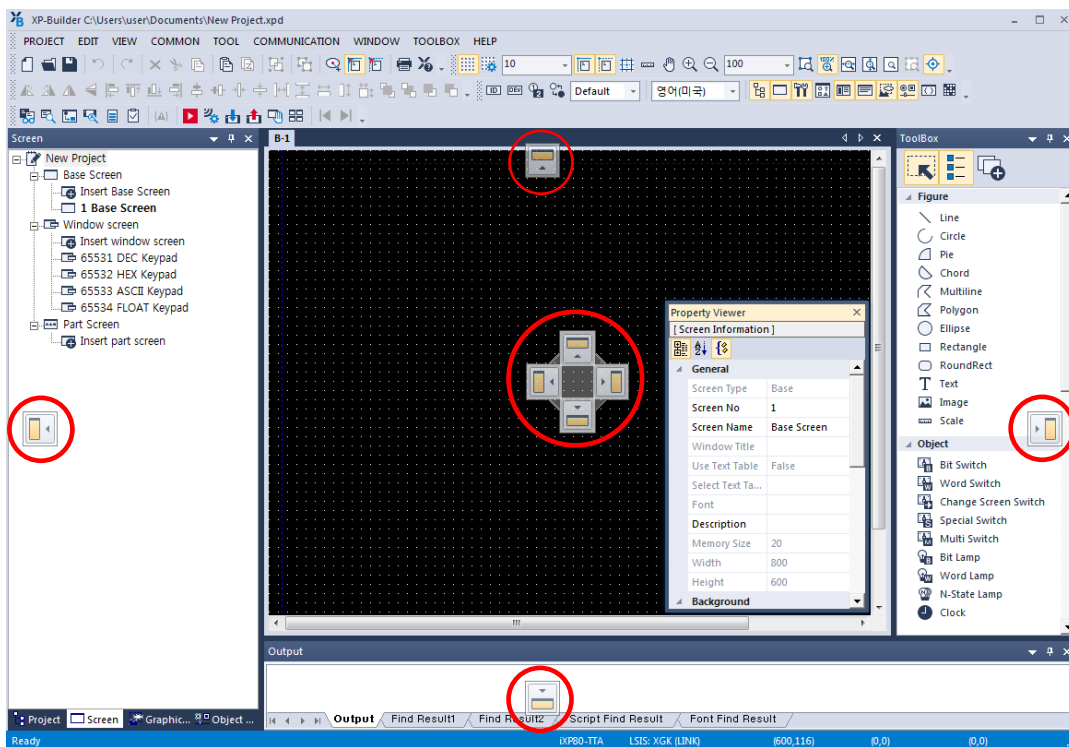 XP-Builder C:\Users\user\Documents\New Project.xpd
PROJECT EDIT VIEW COMMON TOOL COMMUNICATION WINDOW TOOLBOX HELP
10 100
Default 영어(미국)
Screen
New Project
Base Screen
Insert Base Screen
1 Base Screen
Window screen
Insert window screen
65531 DEC Keypad
65532 HEX Keypad
65533 ASCII Keypad
65534 FLOAT Keypad
Part Screen
Insert part screen
Project Screen Graphic... Object ...
B-1
Property Viewer
[ Screen Information ]
General
Screen Type Base
Screen No 1
Screen Name Base Screen
Window Title
Use Text Table False
Select Text Ta...
Font
Description
Memory Size 20
Width 800
Height 600
Background
ToolBox
Figure
Line
Circle
Pie
Chord
Multiline
Polygon
Ellipse
Rectangle
RoundRect
Text
Image
Scale
Object
Bit Switch
Word Switch
Change Screen Switch
Special Switch
Multi Switch
Bit Lamp
Word Lamp
N-State Lamp
Clock
Output
Output Find Result1 Find Result2 Script Find Result Font Find Result
Ready iXP80-TTA LSIS: XGK (LINK) (600,116) (0,0) (0,0)